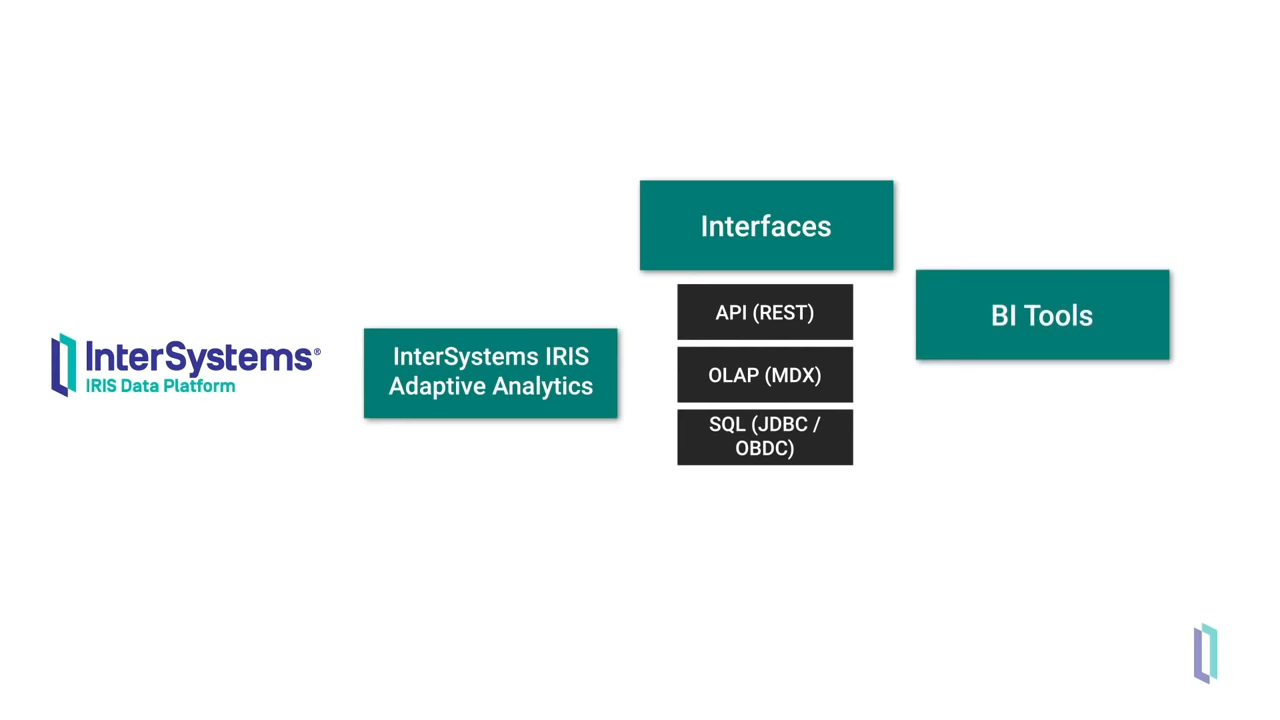 InterSystems®
IRIS Data Platform
InterSystems IRIS
Adaptive Analytics
Interfaces
API (REST)
OLAP (MDX)
SQL (JDBC /
OBDC)
BI Tools